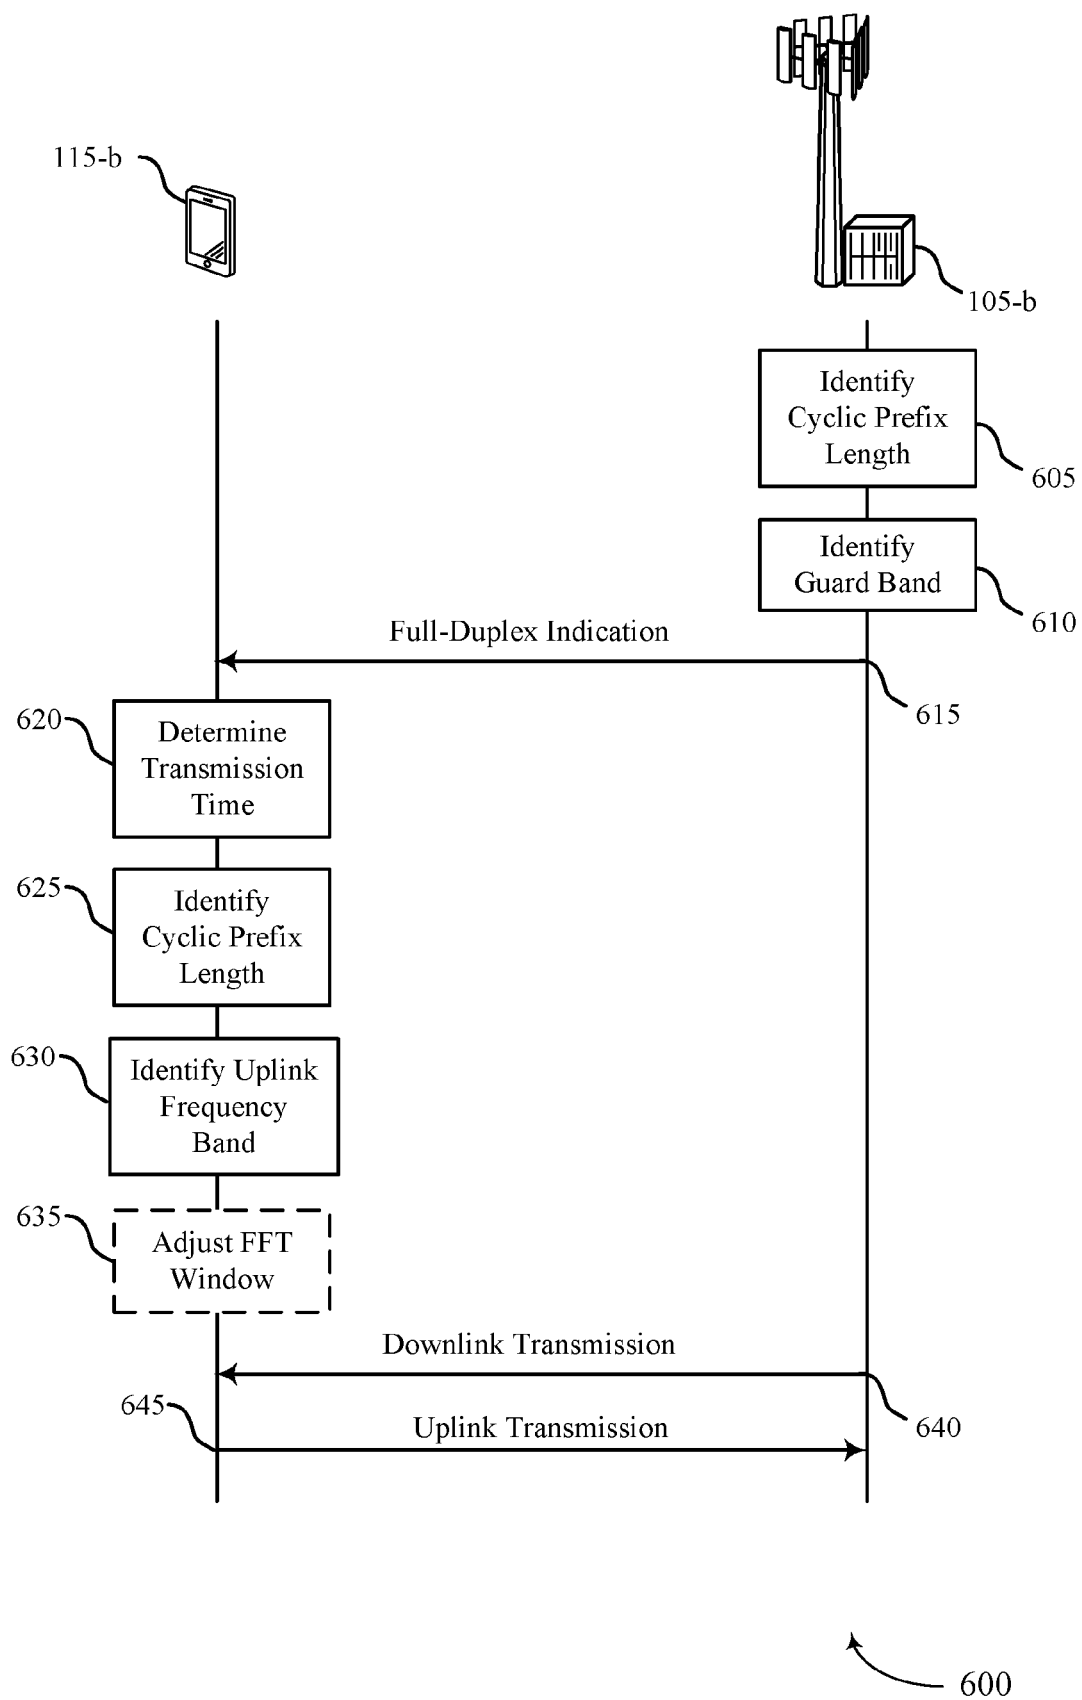 115-b
105-b
Identify
Cyclic Prefix
Length
605
Identify
Guard Band
610
Full-Duplex Indication
615
620
Determine
Transmission
Time
625
Identify
Cyclic Prefix
Length
630
Identify Uplink
Frequency
Band
635
Adjust FFT
Window
Downlink Transmission
640
645
Uplink Transmission
600